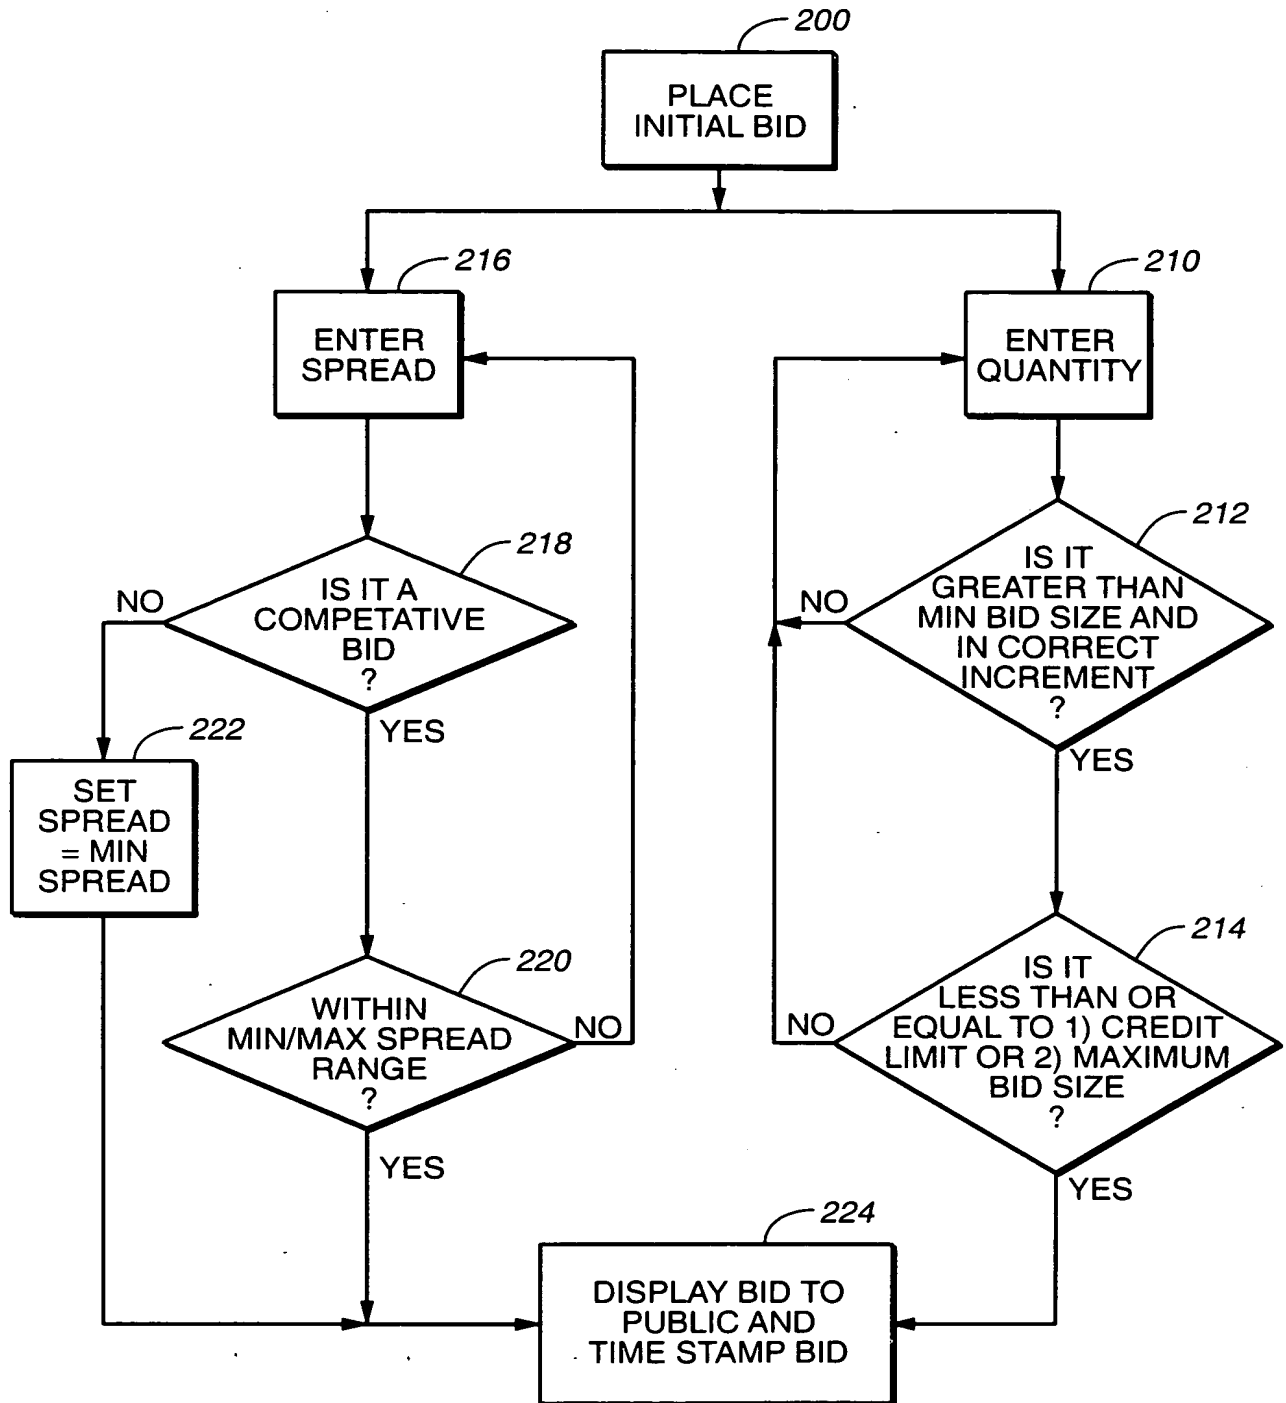 200
PLACE
INITIAL BID
216
210
ENTER
SPREAD
ENTER
QUANTITY
218
212
IS IT A
COMPETATIVE
BID
?
NO
YES
IS IT
GREATER THAN
MIN BID SIZE AND
IN CORRECT
INCREMENT
?
NO
YES
222
SET
SPREAD
= MIN
SPREAD
220
214
WITHIN
MIN/MAX SPREAD
RANGE
?
NO
YES
IS IT
LESS THAN OR
EQUAL TO 1) CREDIT
LIMIT OR 2) MAXIMUM
BID SIZE
?
NO
YES
224
DISPLAY BID TO
PUBLIC AND
TIME STAMP BID